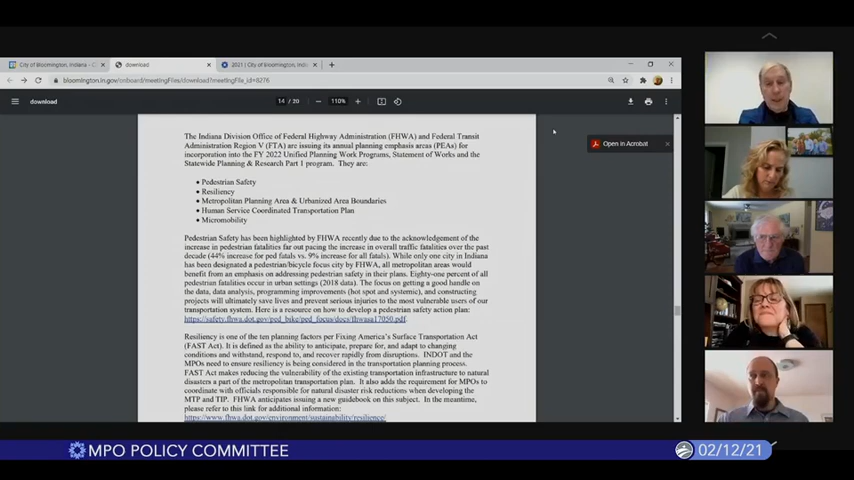 City of Bloomington, Indiana - C
download
2021 | City of Bloomington, Ind
bloomington.in.gov/onboard/meetingFiles/download?meetingFile_id=8276
download
14 / 20
110%
Open in Acrobat
The Indiana Division Office of Federal Highway Administration (FHWA) and Federal Transit
Administration Region V (FTA) are issuing its annual planning emphasis areas (PEAs) for
incorporation into the FY 2022 Unified Planning Work Programs, Statement of Works and the
Statewide Planning & Research Part 1 program. They are:
• Pedestrian Safety
• Resiliency
• Metropolitan Planning Area & Urbanized Area Boundaries
• Human Service Coordinated Transportation Plan
• Micromobility
Pedestrian Safety has been highlighted by FHWA recently due to the acknowledgement of the
increase in pedestrian fatalities far out pacing the increase in overall traffic fatalities over the past
decade (44% increase for ped fatals vs. 9% increase for all fatals). While only one city in Indiana
has been designated a pedestrian/bicycle focus city by FHWA, all metropolitan areas would
benefit from an emphasis on addressing pedestrian safety in their plans. Eighty-one percent of all
pedestrian fatalities occur in urban settings (2018 data). The focus on getting a good handle on
the data, data analysis, programming improvements (hot spot and systemic), and constructing
projects will ultimately save lives and prevent serious injuries to the most vulnerable users of our
transportation system. Here is a resource on how to develop a pedestrian safety action plan:
https://safety.fhwa.dot.gov/ped_bike/ped_focus/docs/fhwasa17050.pdf.
Resiliency is one of the ten planning factors per Fixing America's Surface Transportation Act
(FAST Act). It is defined as the ability to anticipate, prepare for, and adapt to changing
conditions and withstand, respond to, and recover rapidly from disruptions. INDOT and the
MPOs need to ensure resiliency is being considered in the transportation planning process.
FAST Act makes reducing the vulnerability of the existing transportation infrastructure to natural
disasters a part of the metropolitan transportation plan. It also adds the requirement for MPOs to
coordinate with officials responsible for natural disaster risk reductions when developing the
MTP and TIP. FHWA anticipates issuing a new guidebook on this subject. In the meantime,
please refer to this link for additional information:
https://www.fhwa.dot.gov/environment/sustainability/resilience/
MPO POLICY COMMITTEE
02/12/21